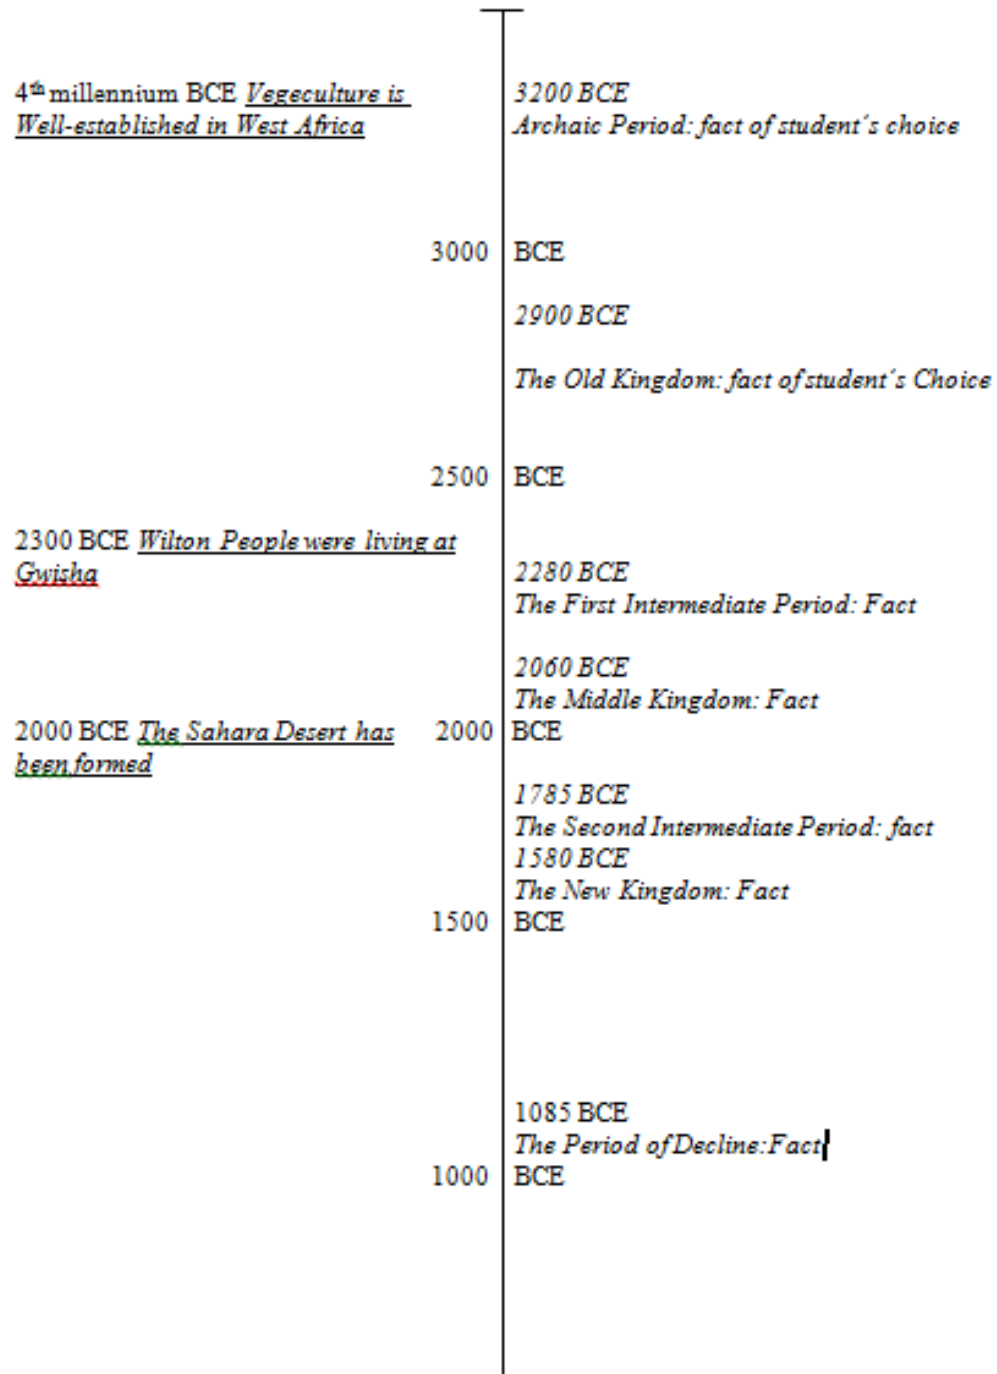 4th millennium BCE Vegeculture is
Well-established in West Africa
3200 BCE
Archaic Period: fact of student´s choice
3000 BCE
2900 BCE
The Old Kingdom: fact of student´s Choice
2500 BCE
2300 BCE Wilton People were living at
Gwisha
2280 BCE
The First Intermediate Period: Fact
2060 BCE
The Middle Kingdom: Fact
2000 BCE The Sahara Desert has
been formed
2000 BCE
1785 BCE
The Second Intermediate Period: fact
1580 BCE
The New Kingdom: Fact
1500 BCE
1085 BCE
The Period of Decline:Fact
1000 BCE